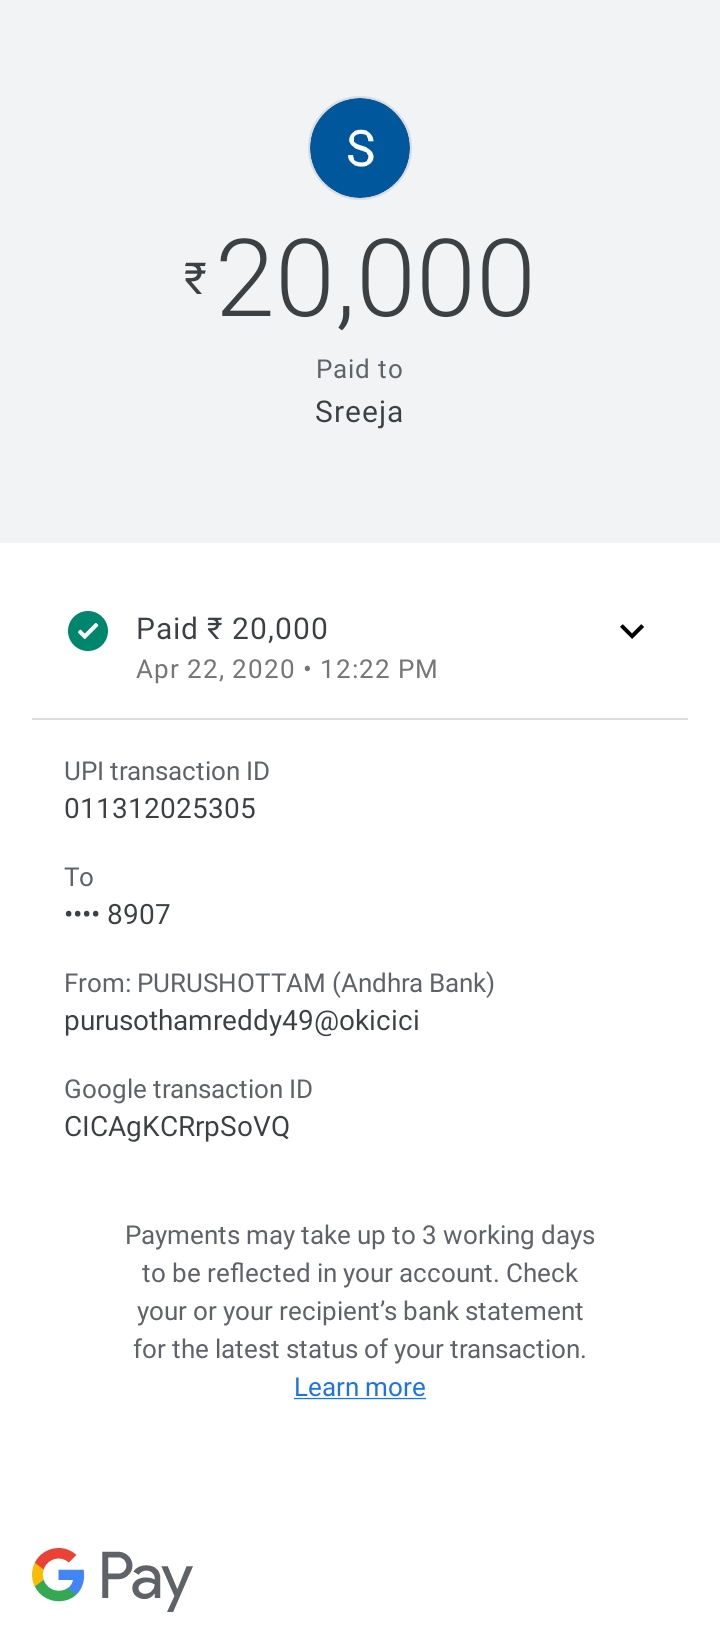 S
₹20,000
Paid to
Sreeja
Paid ₹ 20,000
Apr 22, 2020 • 12:22 PM
UPI transaction ID
011312025305
To
•••• 8907
From: PURUSHOTTAM (Andhra Bank)
purusothamreddy49@okicici
Google transaction ID
CICAgKCRrpSoVQ
Payments may take up to 3 working days
to be reflected in your account. Check
your or your recipient’s bank statement
for the latest status of your transaction.
Learn more
G Pay